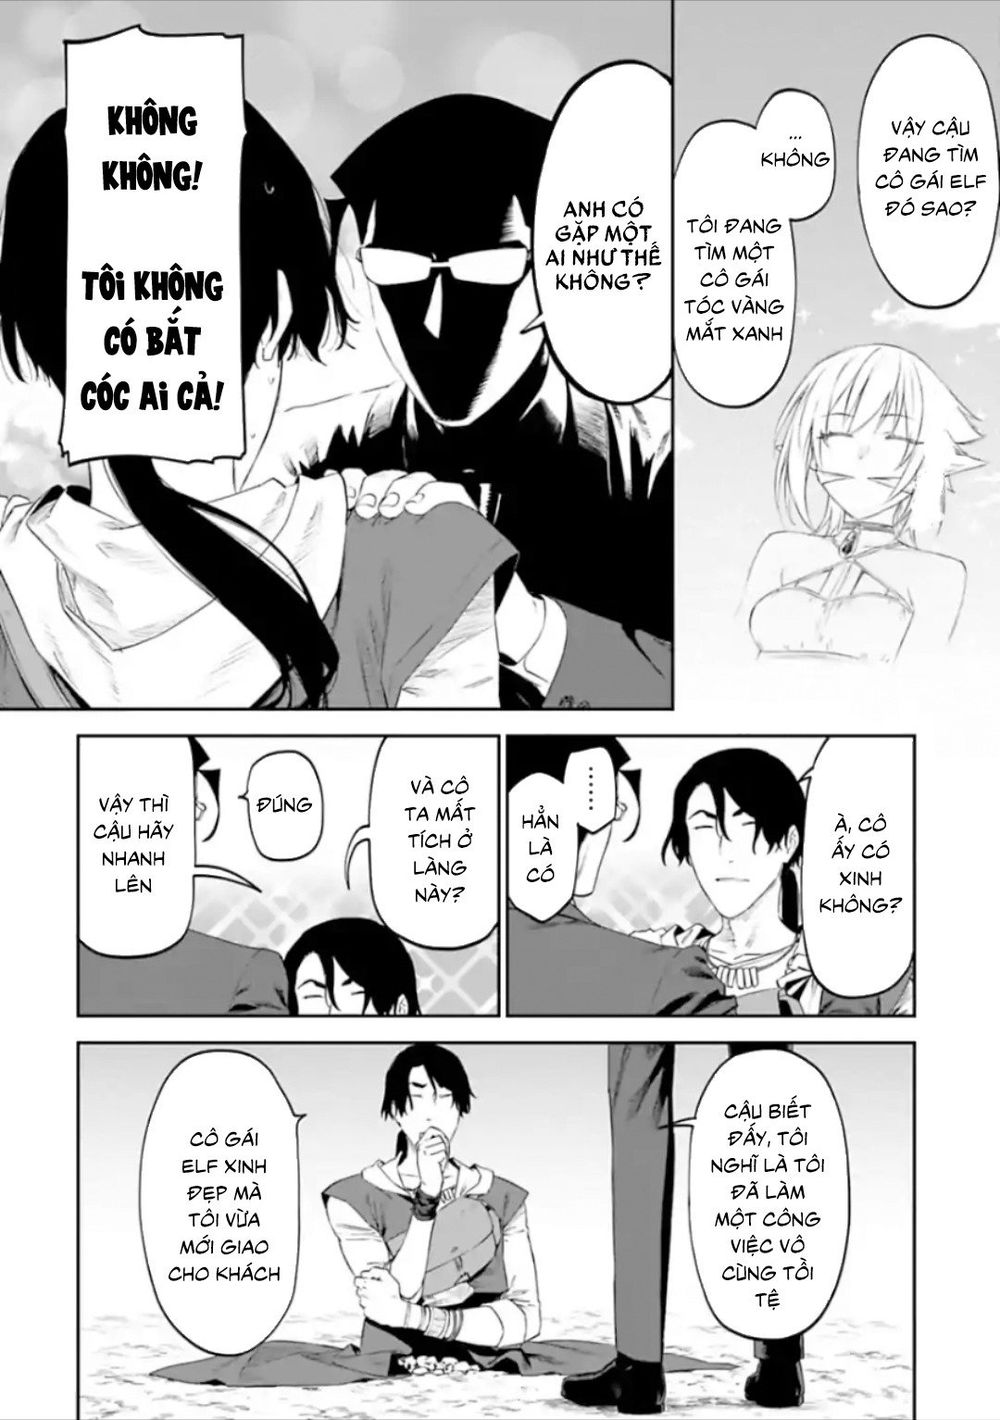 VẬY CẬU
ĐANG TÌM
CÔ GÁI ELF
ĐÓ SAO?
...
KHÔNG
TÔI ĐANG
TÌM MỘT
CÔ GÁI
TÓC VÀNG
MẮT XANH
ANH CÓ
GẶP MỘT
AI NHƯ THẾ
KHÔNG?
KHÔNG
KHÔNG!
TÔI KHÔNG
CÓ BẮT
CÓC AI CẢ!
À, CÔ
ẤY CÓ
XINH
KHÔNG?
......
HẲN
LÀ
CÓ
VÀ CÔ
TA MẤT
TÍCH Ở
LÀNG
NÀY?
ĐÚNG
VẬY THÌ
CẬU HÃY
NHANH
LÊN
CẬU BIẾT
ĐẤY, TÔI
NGHĨ LÀ TÔI
ĐÃ LÀM
MỘT CÔNG
VIỆC VÔ
CÙNG TỒI
TỆ
CÔ GÁI
ELF XINH
ĐẸP MÀ
TÔI VỪA
MỚI GIAO
CHO KHÁCH